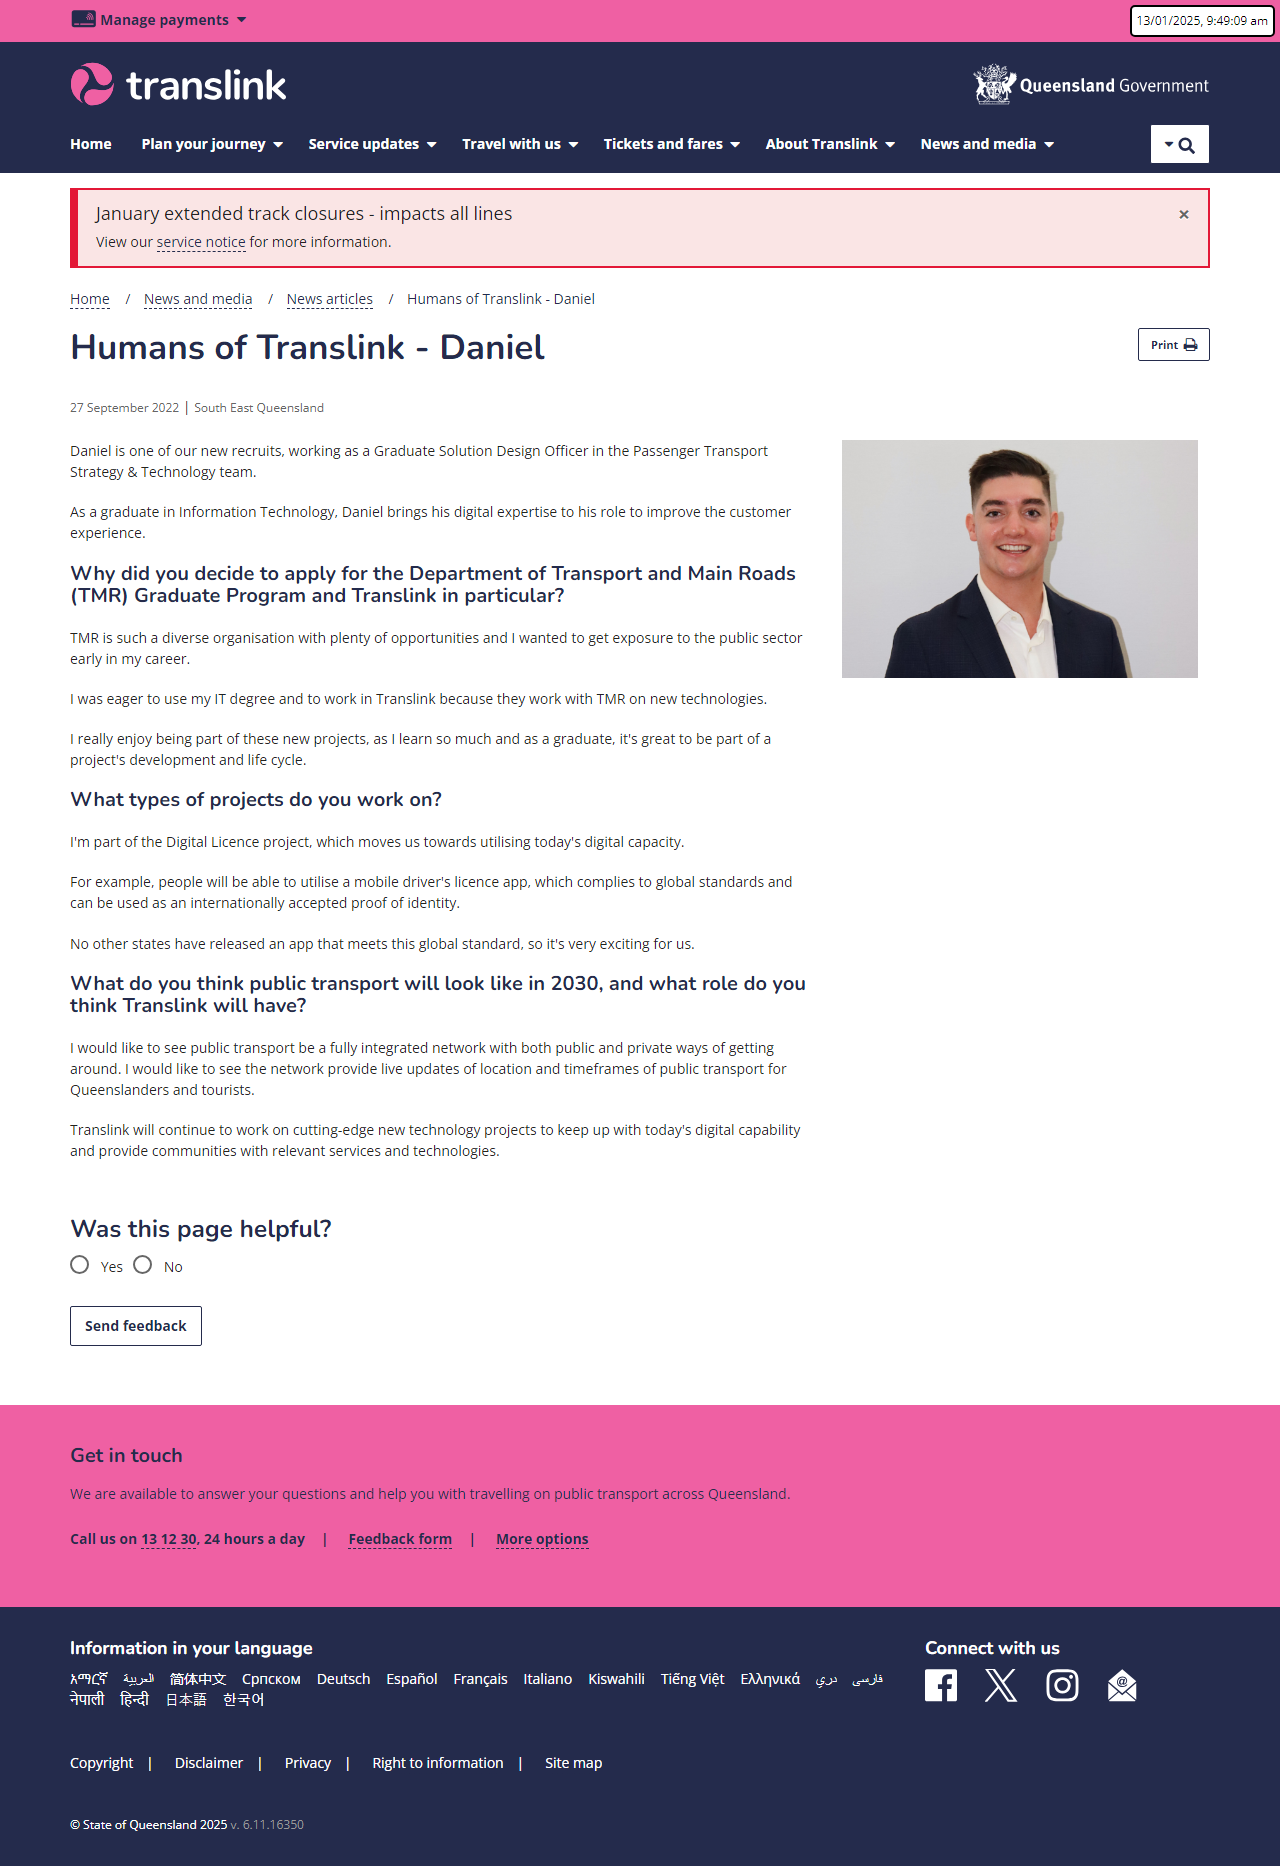 Manage payments
13/01/2025, 9:49:09 am
translink
Queensland Government
Home Plan your journey Service updates Travel with us Tickets and fares About Translink News and media
January extended track closures - impacts all lines
×
View our service notice for more information.
Home / News and media / News articles / Humans of Translink - Daniel
Humans of Translink - Daniel
Print
27 September 2022 | South East Queensland
Daniel is one of our new recruits, working as a Graduate Solution Design Officer in the Passenger Transport
Strategy & Technology team.
As a graduate in Information Technology, Daniel brings his digital expertise to his role to improve the customer
experience.
Why did you decide to apply for the Department of Transport and Main Roads
(TMR) Graduate Program and Translink in particular?
TMR is such a diverse organisation with plenty of opportunities and I wanted to get exposure to the public sector
early in my career.
I was eager to use my IT degree and to work in Translink because they work with TMR on new technologies.
I really enjoy being part of these new projects, as I learn so much and as a graduate, it's great to be part of a
project's development and life cycle.
What types of projects do you work on?
I'm part of the Digital Licence project, which moves us towards utilising today's digital capacity.
For example, people will be able to utilise a mobile driver's licence app, which complies to global standards and
can be used as an internationally accepted proof of identity.
No other states have released an app that meets this global standard, so it's very exciting for us.
What do you think public transport will look like in 2030, and what role do you
think Translink will have?
I would like to see public transport be a fully integrated network with both public and private ways of getting
around. I would like to see the network provide live updates of location and timeframes of public transport for
Queenslanders and tourists.
Translink will continue to work on cutting-edge new technology projects to keep up with today's digital capability
and provide communities with relevant services and technologies.
Was this page helpful?
Yes No
Send feedback
Get in touch
We are available to answer your questions and help you with travelling on public transport across Queensland.
Call us on 13 12 30, 24 hours a day | Feedback form | More options
Information in your language
አማርኛ العربية 简体中文 Српском Deutsch Español Français Italiano Kiswahili Tiếng Việt Ελληνικά دري فارسی
नेपाली हिन्दी 日本語 한국어
Connect with us
Copyright | Disclaimer | Privacy | Right to information | Site map
© State of Queensland 2025 v. 6.11.16350